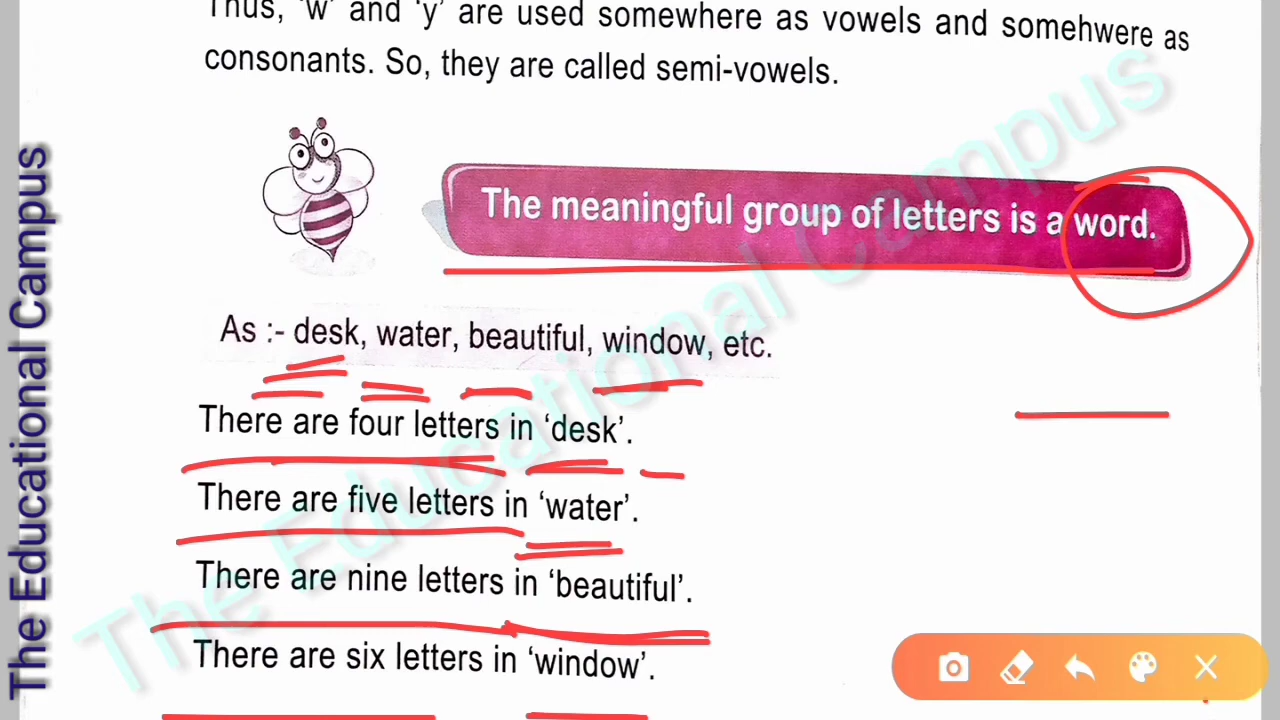 Thus, 'w' and 'y' are used somewhere as vowels and somehwere as
consonants. So, they are called semi-vowels.
The meaningful group of letters is a word.
As :- desk, water, beautiful, window, etc.
There are four letters in 'desk'.
There are five letters in 'water'.
There are nine letters in 'beautiful'.
There are six letters in 'window'.
The Educational Campus
The Educational Campus